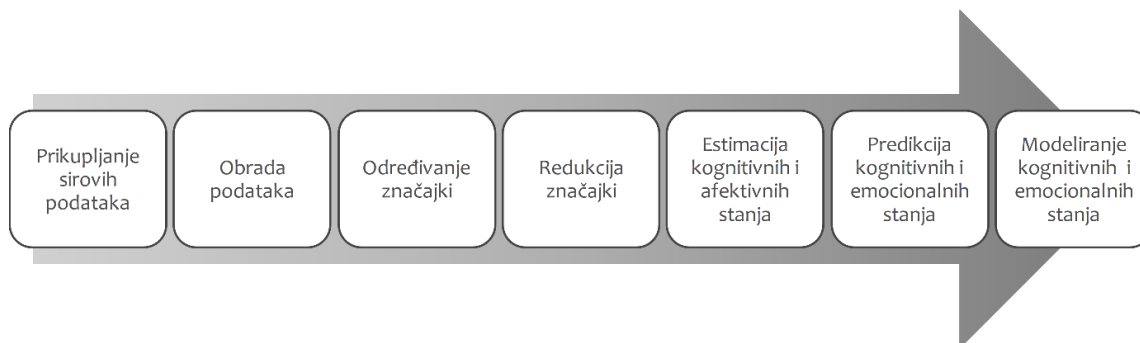 Prikupljanje
sirovih
podataka
Obrada
podataka
Određivanje
značajki
Redukcija
značajki
Estimacija
kognitivnih i
afektivnih
stanja
Predikcija
kognitivnih i
emocionalnih
stanja
Modeliranje
kognitivnih i
emocionalnih
stanja